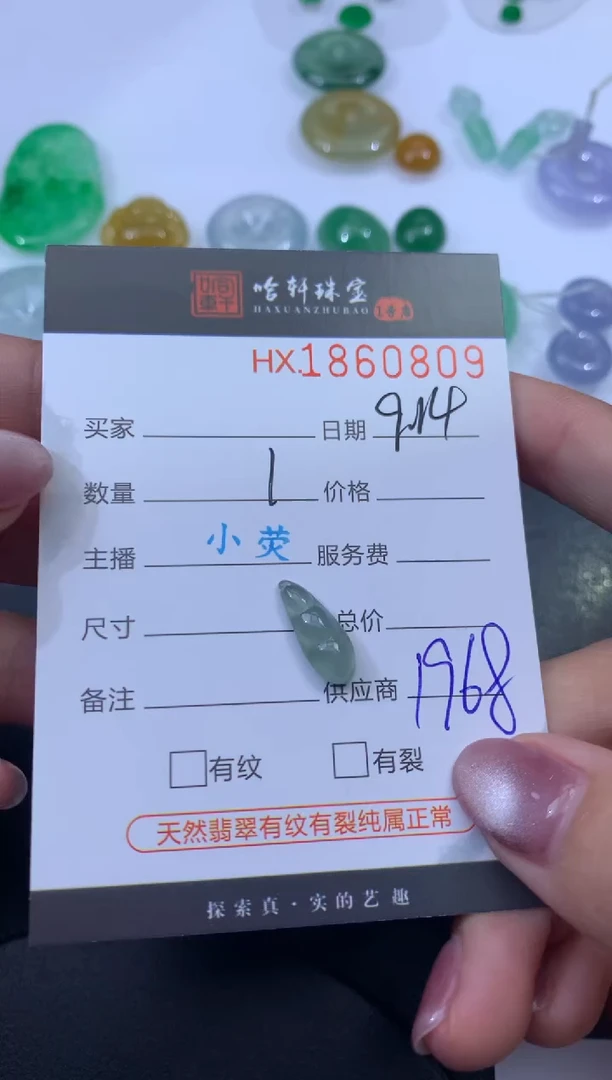 哈轩珠宝
HAXUANZHUBAO
HX.1860809
买家 日期 9.14
数量 1 价格
主播 小荧 服务费
尺寸 总价
备注 供应商 1968
有纹 有裂
天然翡翠有纹有裂纯属正常
探索真·实的艺趣